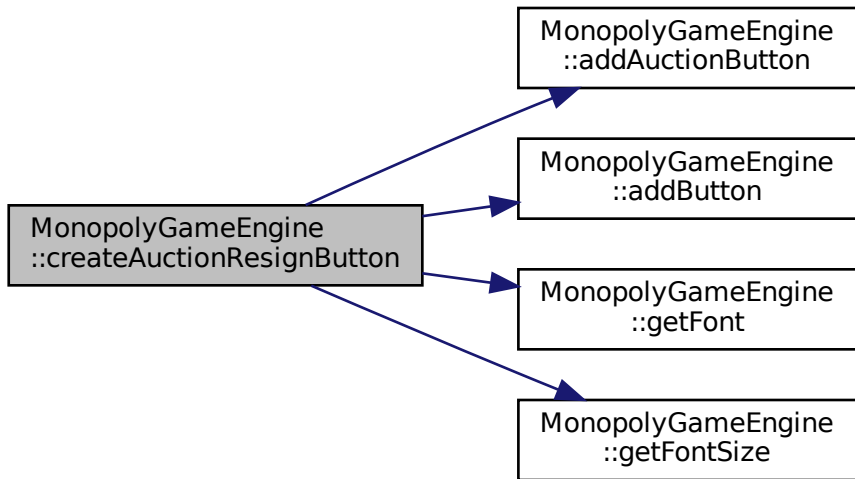 MonopolyGameEngine
::createAuctionResignButton
MonopolyGameEngine
::addAuctionButton
MonopolyGameEngine
::addButton
MonopolyGameEngine
::getFont
MonopolyGameEngine
::getFontSize